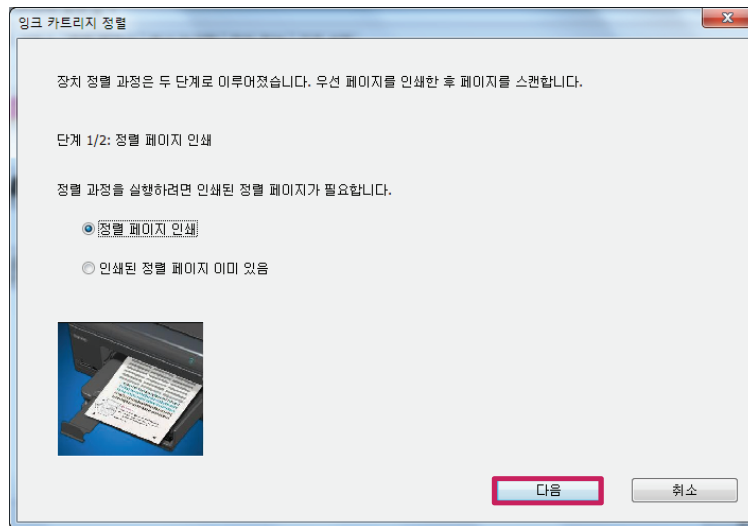 잉크 카트리지 정렬
장치 정렬 과정은 두 단계로 이루어졌습니다. 우선 페이지를 인쇄한 후 페이지를 스캔합니다.
단계 1/2: 정렬 페이지 인쇄
정렬 과정을 실행하려면 인쇄된 정렬 페이지가 필요합니다.
정렬 페이지 인쇄
인쇄된 정렬 페이지 이미 있음
다음
취소